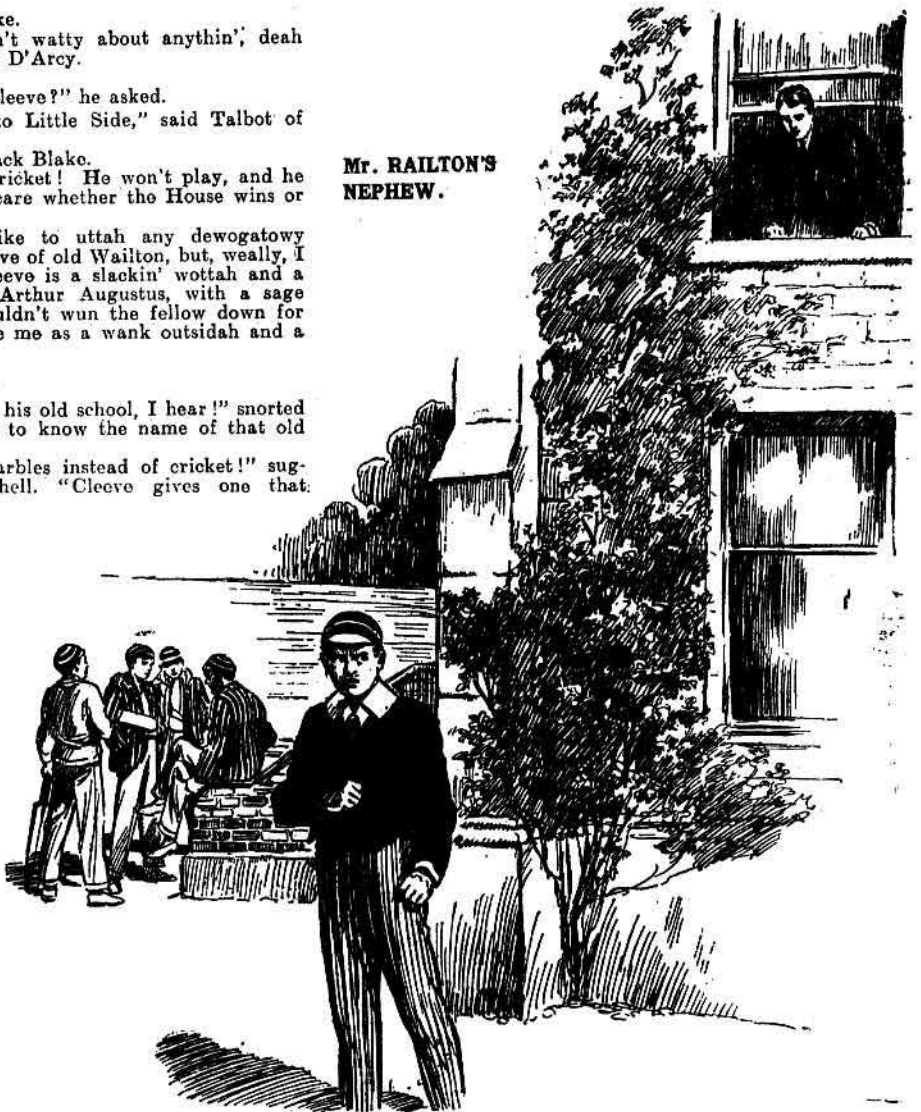 ke.
n't watty about anythin', deah
D'Arcy.
leeve?" he asked.
to Little Side," said Talbot of
ack Blake.
ricket! He won't play, and he
care whether the House wins or
ike to uttah any dewogatowy
ve of old Wailton, but, weally, I
eeve is a slackin' wottah and a
Arthur Augustus, with a sage
uldn't wun the fellow down for
e me as a wank outsidah and a
his old school, I hear!" snorted
to know the name of that old
arbles instead of cricket!" sug-
hell. "Cleeve gives one that
Mr. RAILTON'S
NEPHEW.